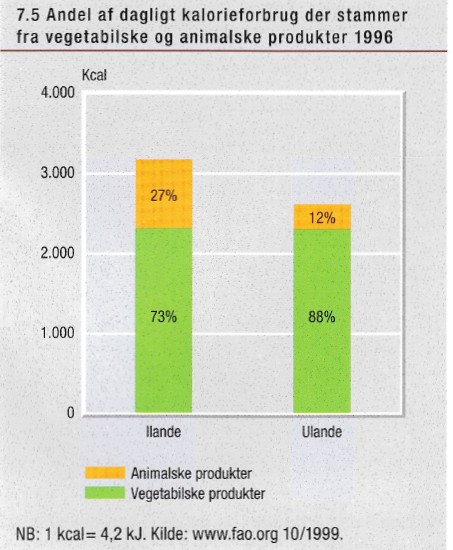 7.5 Andel af dagligt kalorieforbrug der stammer
fra vegetabilske og animalske produkter 1996
Kcal
4.000
3.000
2.000
1.000
0
27%
73%
12%
88%
Ilande
Ulande
Animalske produkter
Vegetabilske produkter
NB: 1 kcal= 4,2 kJ. Kilde: www.fao.org 10/1999.